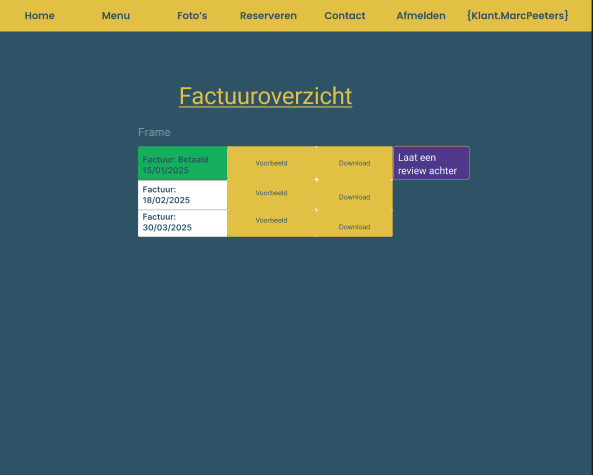 Home Menu Foto's Reserveren Contact Afmelden {Klant.MarcPeeters}
Factuuroverzicht
Frame
Factuur: Betaald
15/01/2025
Voorbeeld
Download
Laat een
review achter
Factuur:
18/02/2025
Voorbeeld
Download
Factuur:
30/03/2025
Voorbeeld
Download